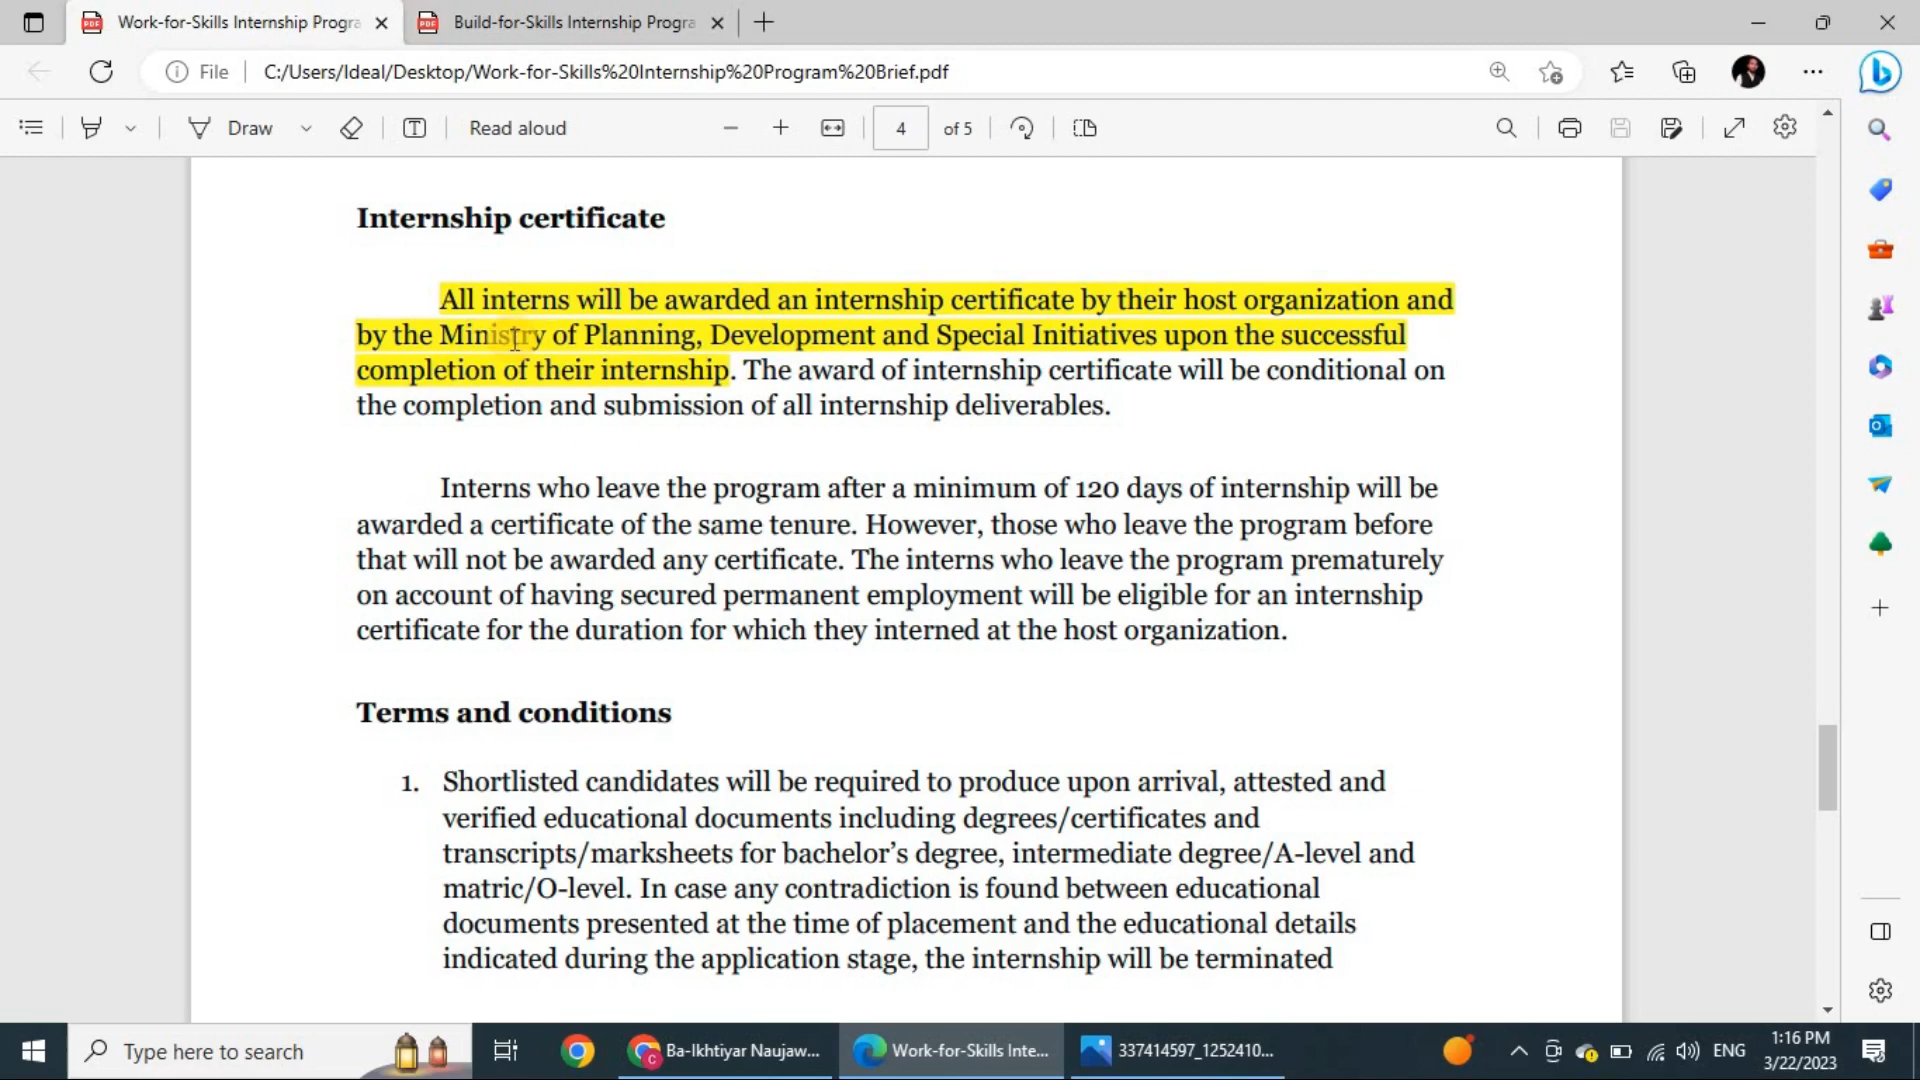 Work-for-Skills Internship Progra
Build-for-Skills Internship Progra
File
C:/Users/Ideal/Desktop/Work-for-Skills%20Internship%20Program%20Brief.pdf
Draw
Read aloud
4
of 5
Internship certificate
All interns will be awarded an internship certificate by their host organization and
by the Ministry of Planning, Development and Special Initiatives upon the successful
completion of their internship. The award of internship certificate will be conditional on
the completion and submission of all internship deliverables.
Interns who leave the program after a minimum of 120 days of internship will be
awarded a certificate of the same tenure. However, those who leave the program before
that will not be awarded any certificate. The interns who leave the program prematurely
on account of having secured permanent employment will be eligible for an internship
certificate for the duration for which they interned at the host organization.
Terms and conditions
1. Shortlisted candidates will be required to produce upon arrival, attested and
verified educational documents including degrees/certificates and
transcripts/marksheets for bachelor's degree, intermediate degree/A-level and
matric/O-level. In case any contradiction is found between educational
documents presented at the time of placement and the educational details
indicated during the application stage, the internship will be terminated
Type here to search
Ba-Ikhtiyar Naujaw...
Work-for-Skills Inte...
337414597_1252410...
ENG
1:16 PM
3/22/2023